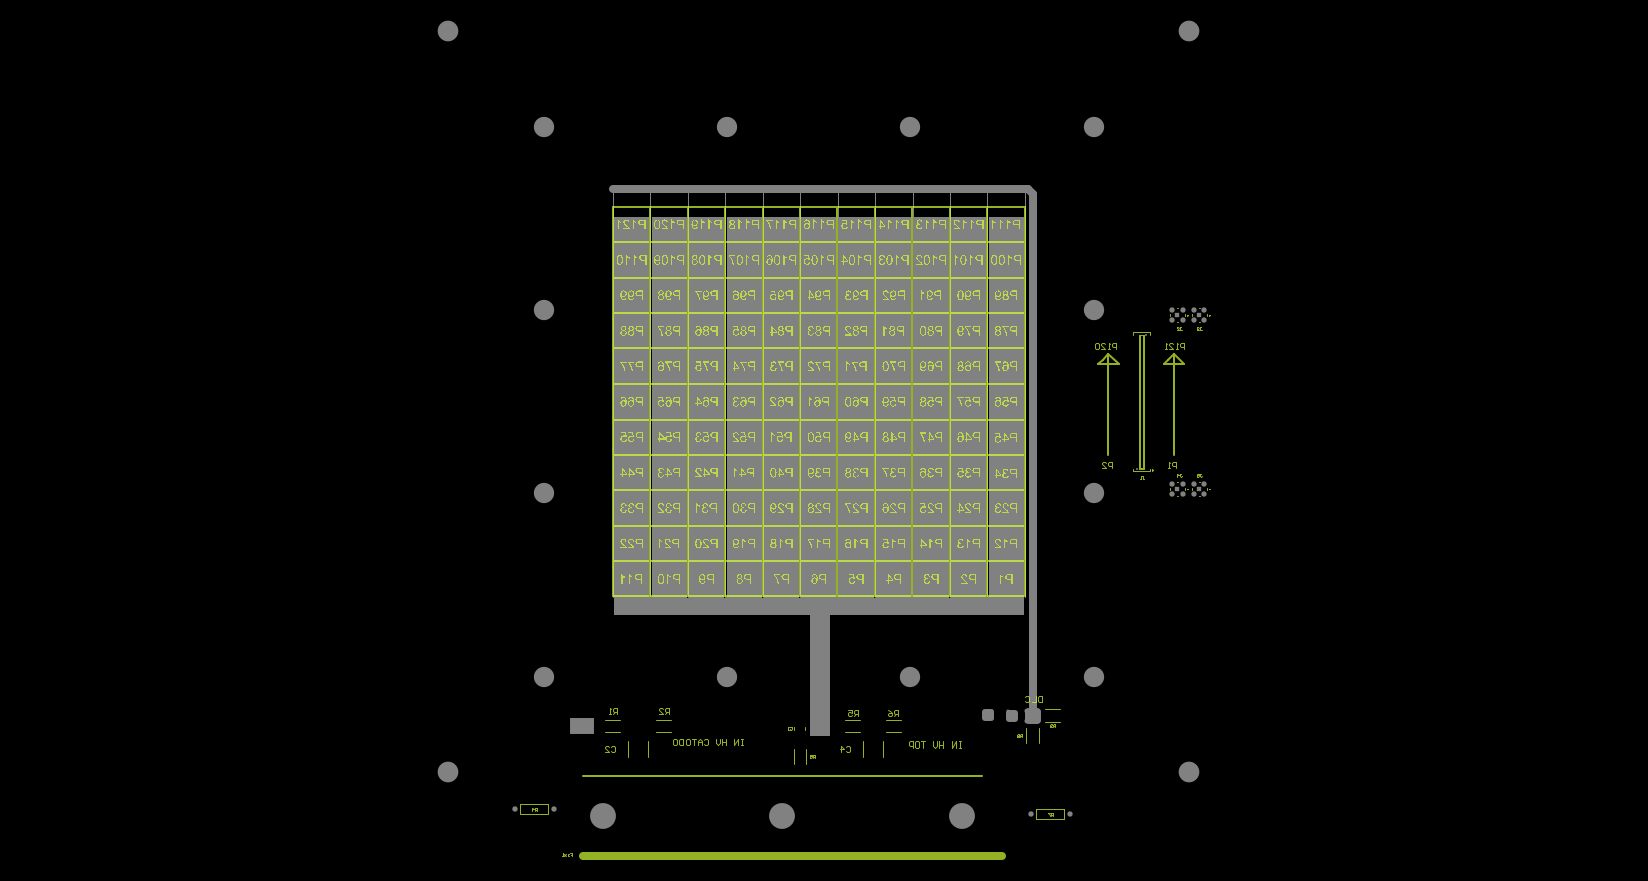 P121 P120 P119 P118 P117 P116 P115 P114 P113 P112 P111
P110 P109 P108 P107 P106 P105 P104 P103 P102 P101 P100
P99 P98 P97 P96 P95 P94 P93 P92 P91 P90 P89
P88 P87 P86 P85 P84 P83 P82 P81 P80 P79 P78
J2 J3
P120 P121
P77 P76 P75 P74 P73 P72 P71 P70 P69 P68 P67
P66 P65 P64 P63 P62 P61 P60 P59 P58 P57 P56
P55 P54 P53 P52 P51 P50 P49 P48 P47 P46 P45
P2 P1
P44 P43 P42 P41 P40 P39 P38 P37 P36 P35 P34
J1 J4
P33 P32 P31 P30 P29 P28 P27 P26 P25 P24 P23
P22 P21 P20 P19 P18 P17 P16 P15 P14 P13 P12
P11 P10 P9 P8 P7 P6 P5 P4 P3 P2 P1
DLC
R1 R2 R5 R6
IN HV CATODO
IN HV TOP
C2 C4
R7